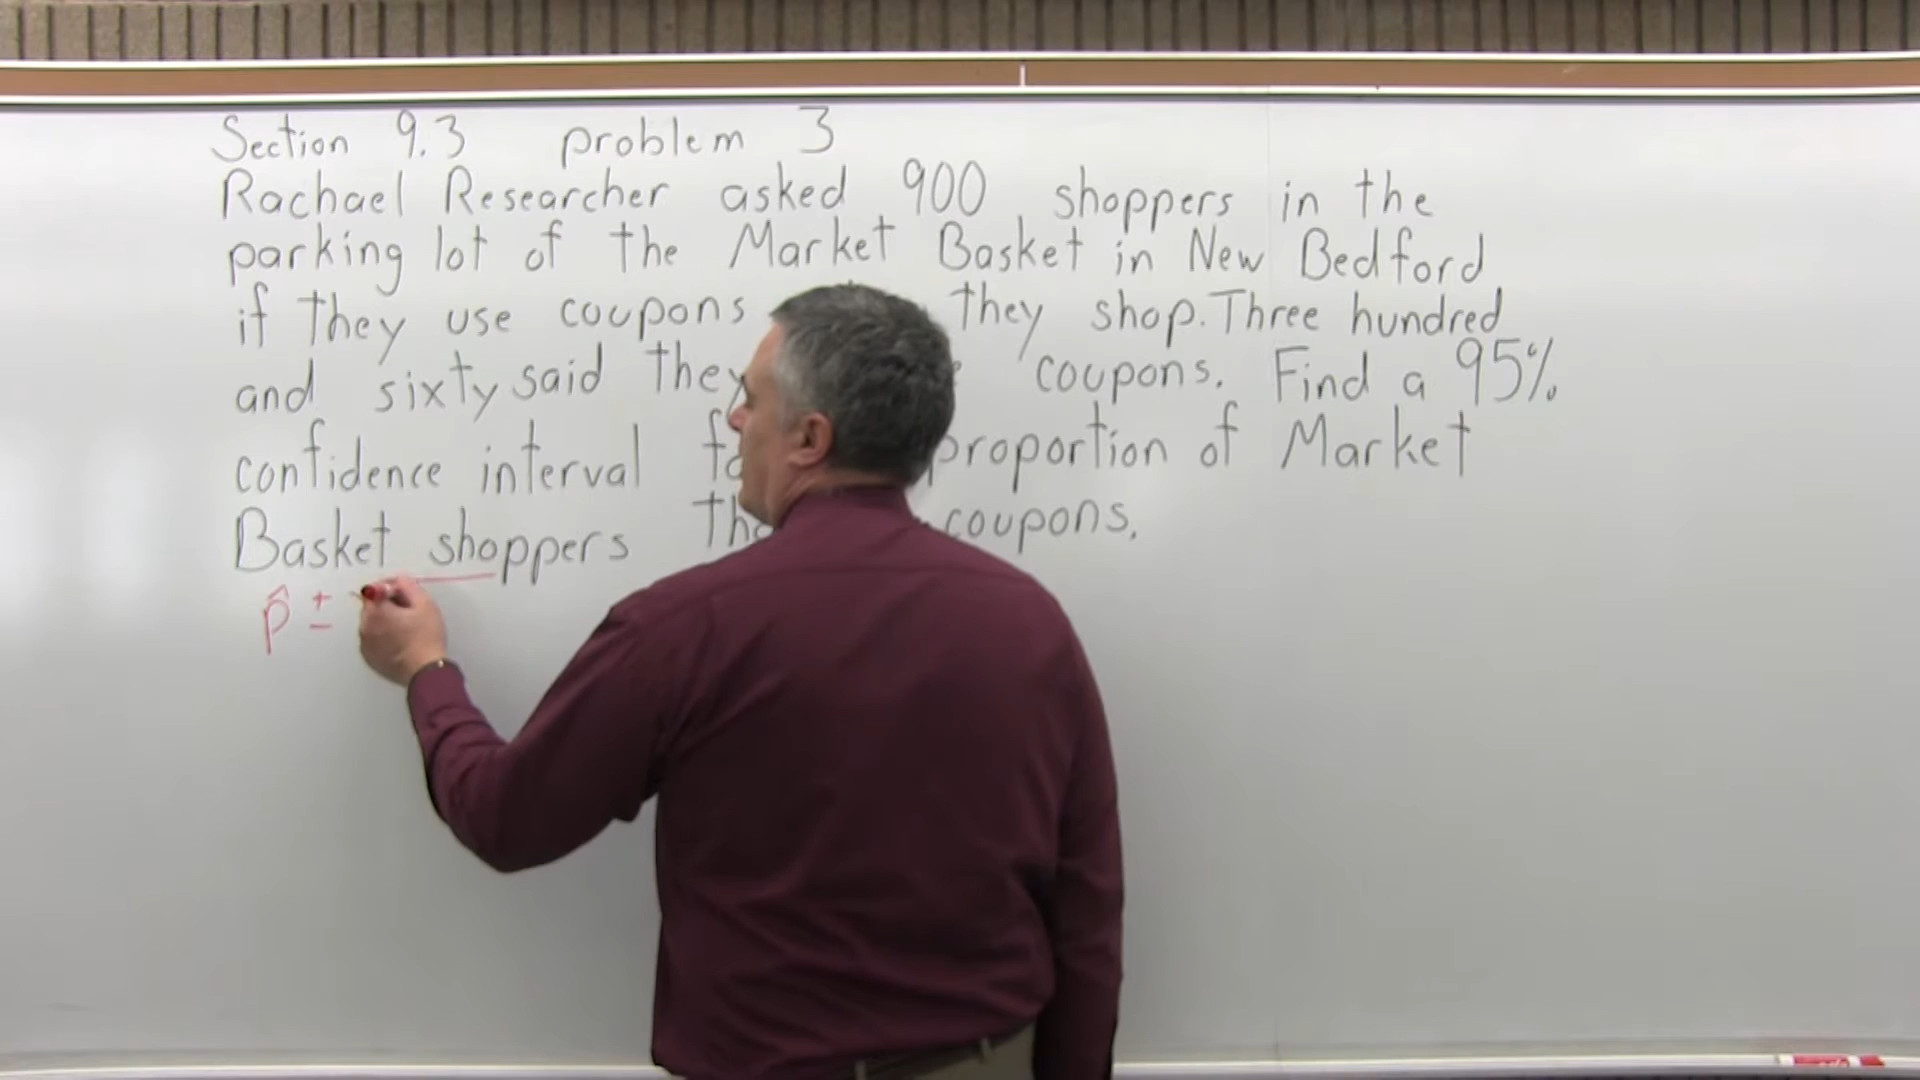 Section 9.3 problem 3
Rachael Researcher asked 900 shoppers in the
parking lot of the Market Basket in New Bedford
if they use coupons they shop. Three hundred
and sixty said they coupons. Find a 95%
confidence interval proportion of Market
Basket shoppers coupons.
p̂ ±